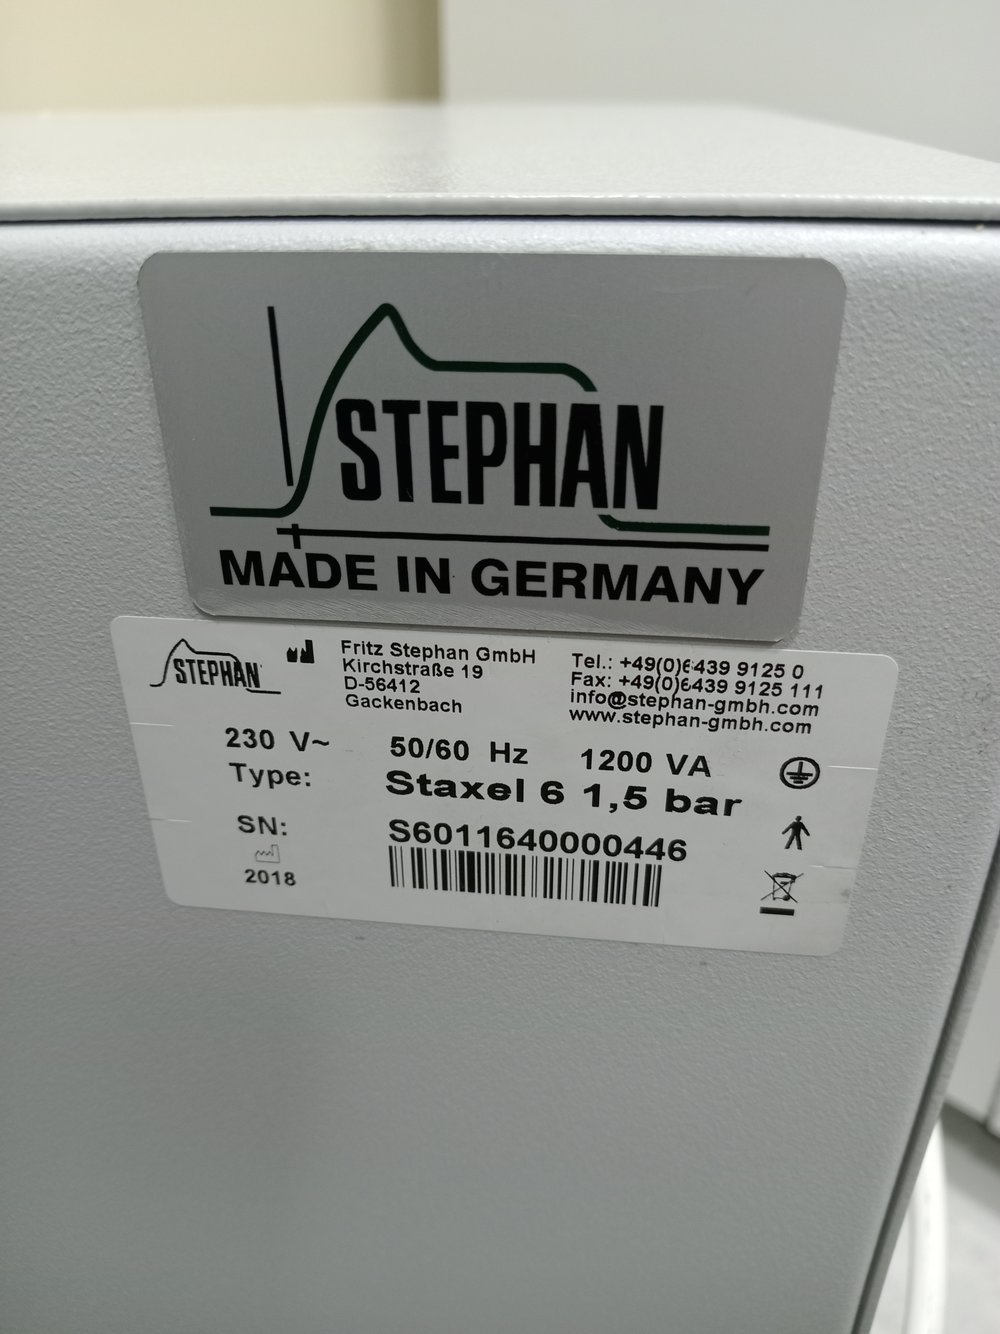 STEPHAN
MADE IN GERMANY
STEPHAN
Fritz Stephan GmbH
Kirchstraße 19
D-56412
Gackenbach
Tel.: +49(0)6439 9125 0
Fax: +49(0)6439 9125 111
info@stephan-gmbh.com
www.stephan-gmbh.com
230 V~ 50/60 Hz 1200 VA
Type: Staxel 6 1,5 bar
SN: S6011640000446
2018